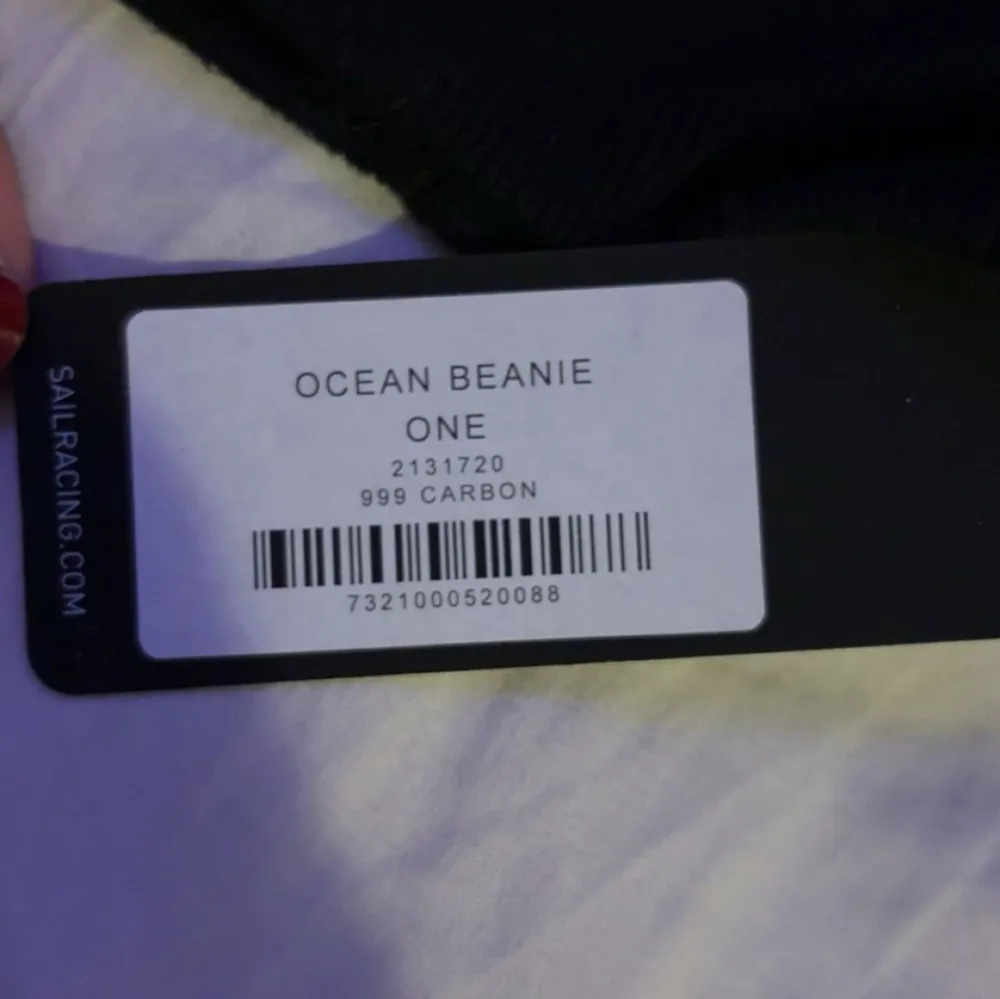 SAILRACING.COM
OCEAN BEANIE
ONE
2131720
999 CARBON
7321000520088